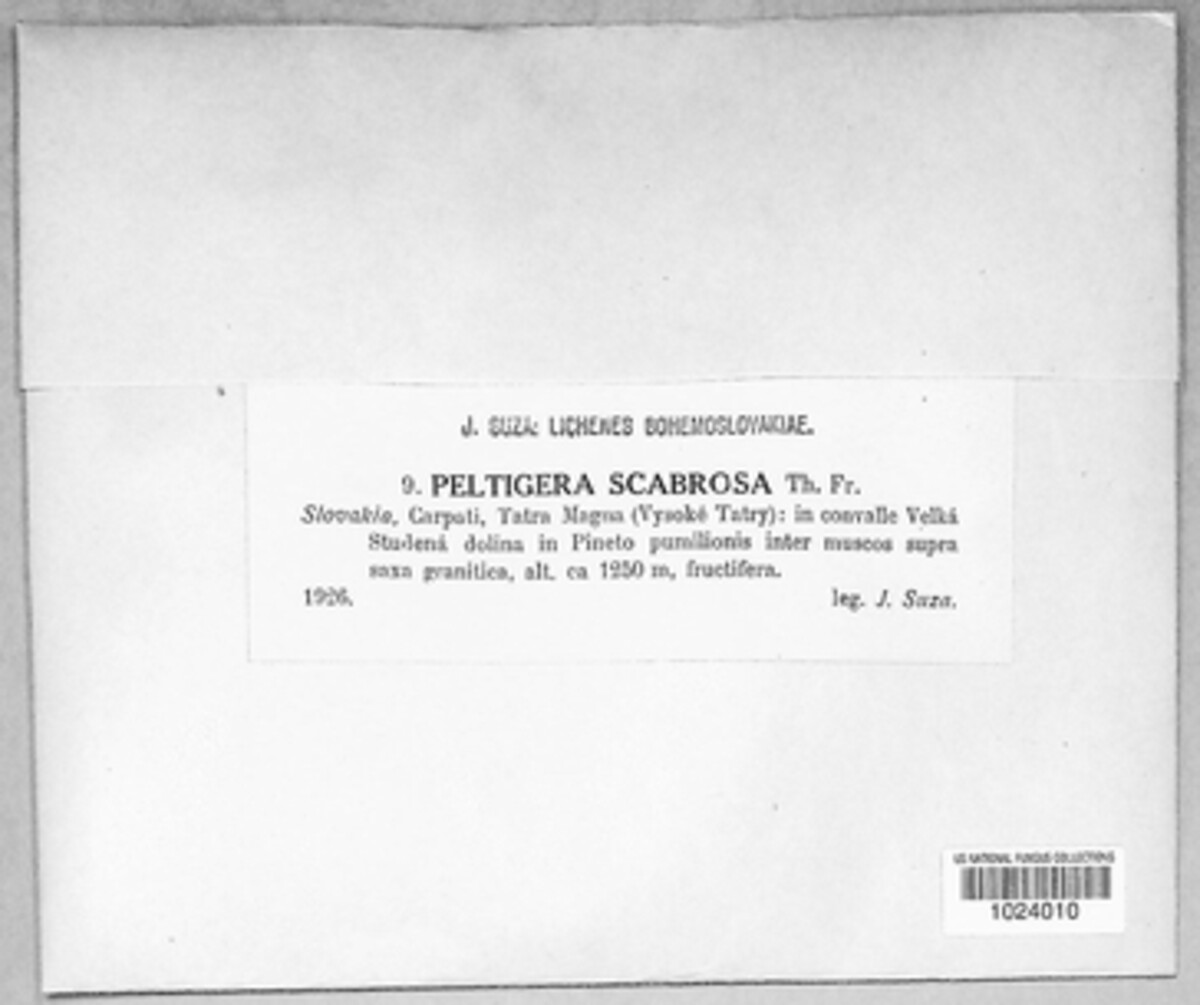 J. SUZA: LICHENES BOHEMOSLOVAKIAE.
9. PELTIGERA SCABROSA Th. Fr.
Slovakia, Carpati, Tatra Magna (Vysoké Tatry): in convalle Velká
Studená dolina in Pineto pumilionis inter muscos supra
saxa granitica, alt. ca 1250 m, fructifera.
1926. leg. J. Suza.
US NATIONAL FUNGUS COLLECTIONS
1024010